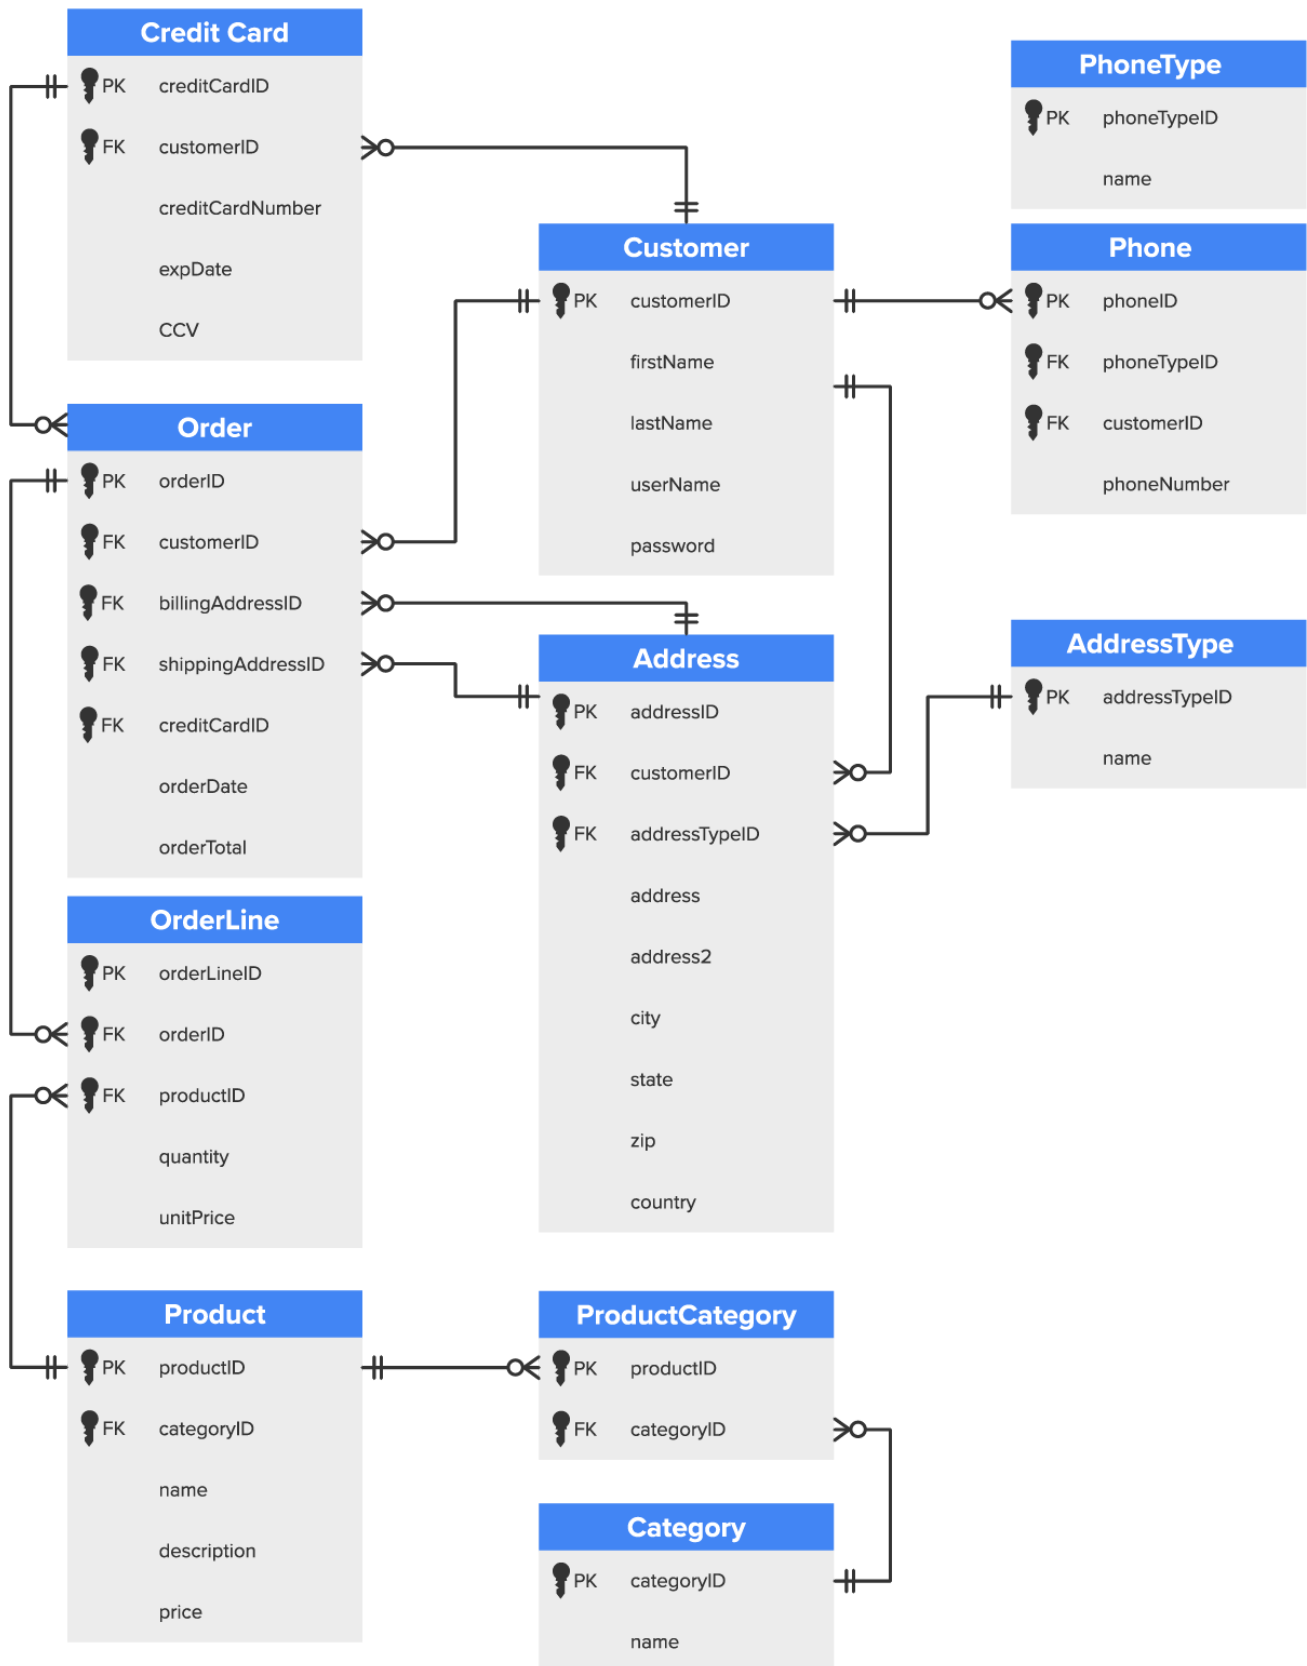 Credit Card
PK creditCardID
FK customerID
creditCardNumber
expDate
CCV
PhoneType
PK phoneTypeID
name
Customer
PK customerID
firstName
lastName
userName
password
Phone
PK phoneID
FK phoneTypeID
FK customerID
phoneNumber
Order
PK orderID
FK customerID
FK billingAddressID
FK shippingAddressID
FK creditCardID
orderDate
orderTotal
Address
PK addressID
FK customerID
FK addressTypeID
address
address2
city
state
zip
country
AddressType
PK addressTypeID
name
OrderLine
PK orderLineID
FK orderID
FK productID
quantity
unitPrice
Product
PK productID
FK categoryID
name
description
price
ProductCategory
PK productID
FK categoryID
Category
PK categoryID
name